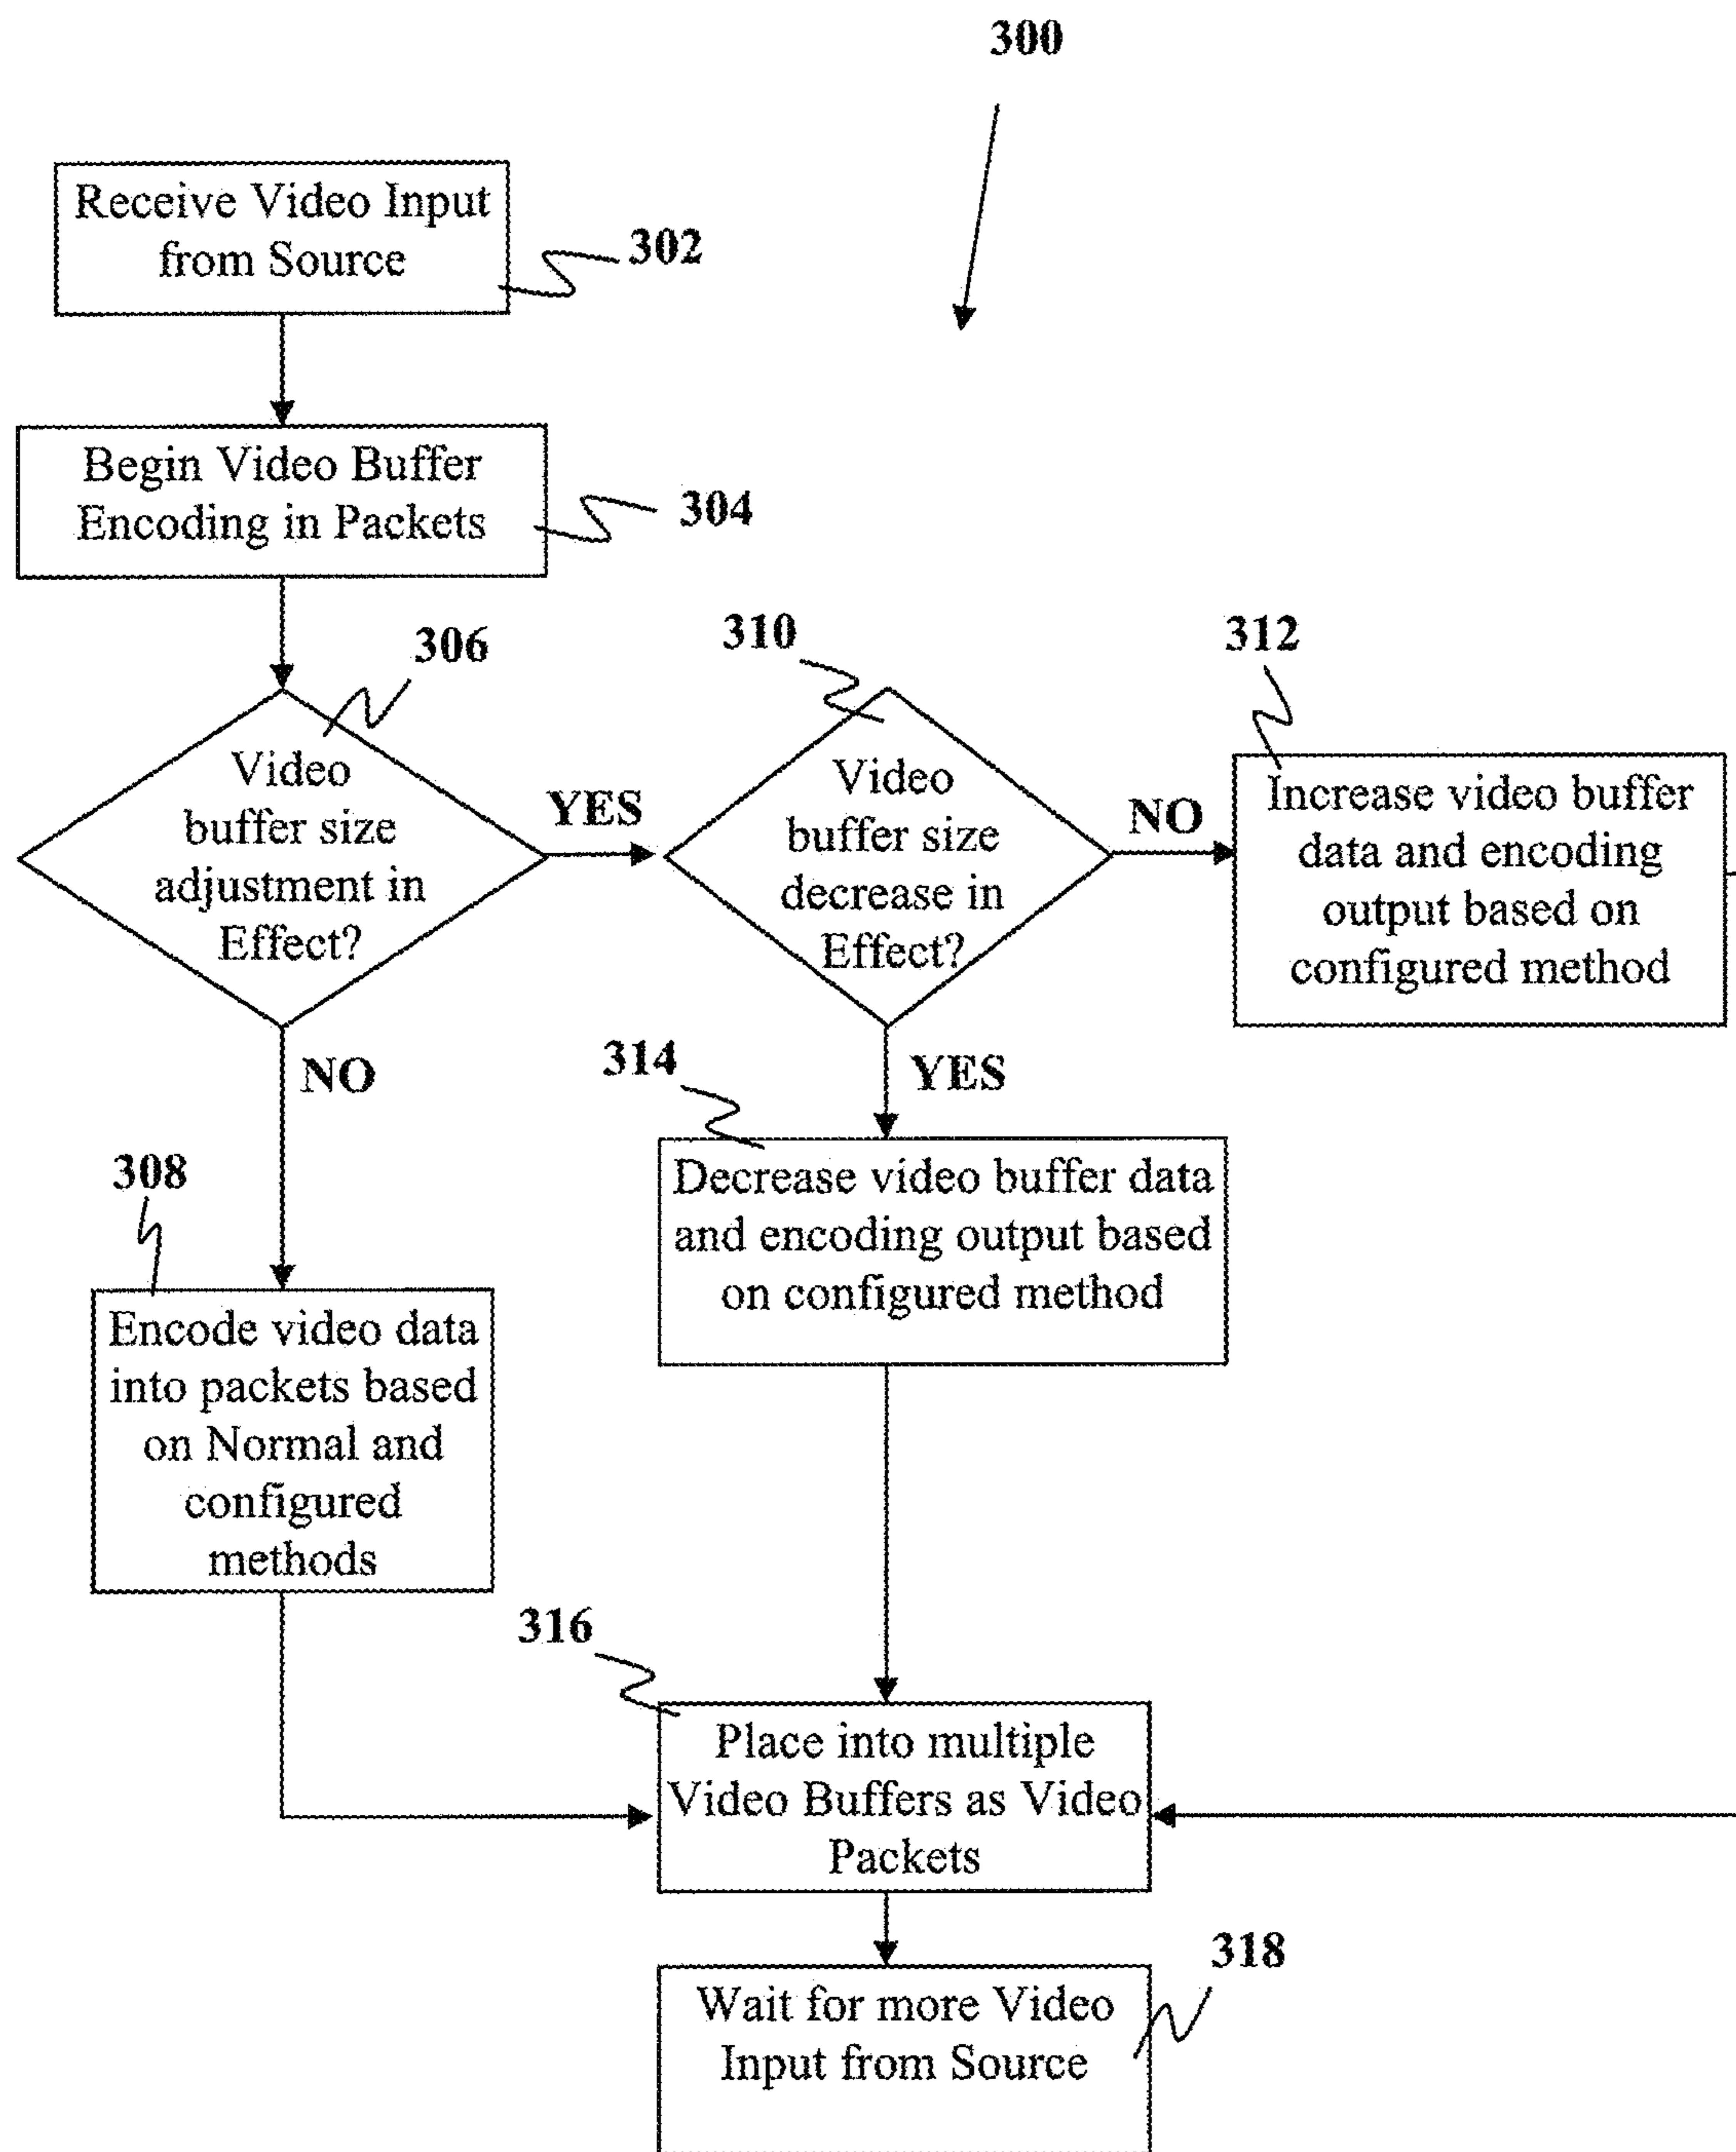 300
Receive Video Input
from Source
302
Begin Video Buffer
Encoding in Packets
304
306
Video
buffer size
adjustment in
Effect?
YES
NO
310
Video
buffer size
decrease in
Effect?
NO
YES
312
Increase video buffer
data and encoding
output based on
configured method
314
Decrease video buffer data
and encoding output based
on configured method
308
Encode video data
into packets based
on Normal and
configured
methods
316
Place into multiple
Video Buffers as Video
Packets
318
Wait for more Video
Input from Source